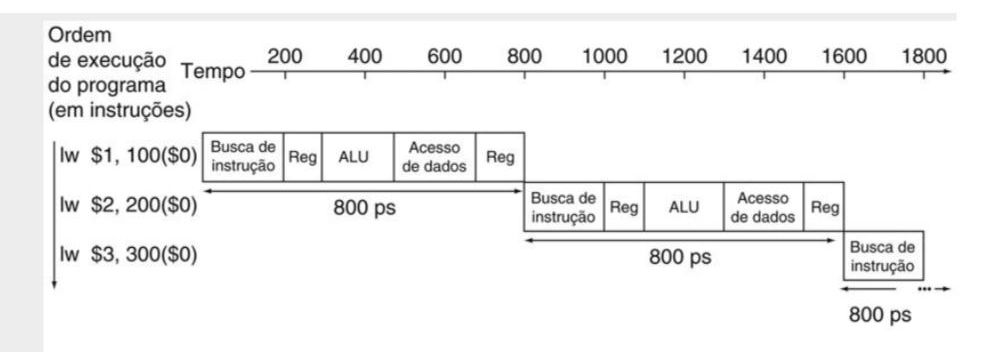 Ordem
de execução
do programa
(em instruções)
Tempo
200 400 600 800 1000 1200 1400 1600 1800
lw $1, 100($0)
Busca de
instrução
Reg
ALU
Acesso
de dados
Reg
800 ps
lw $2, 200($0)
Busca de
instrução
Reg
ALU
Acesso
de dados
Reg
800 ps
lw $3, 300($0)
Busca de
instrução
...
800 ps